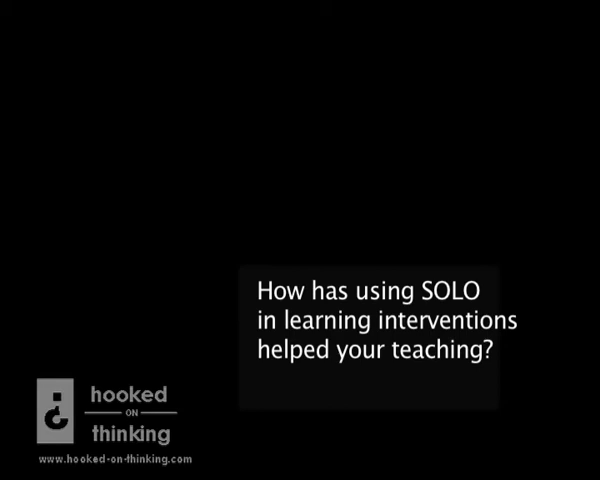 How has using SOLO
in learning interventions
helped your teaching?
hooked
ON
thinking
www.hooked-on-thinking.com